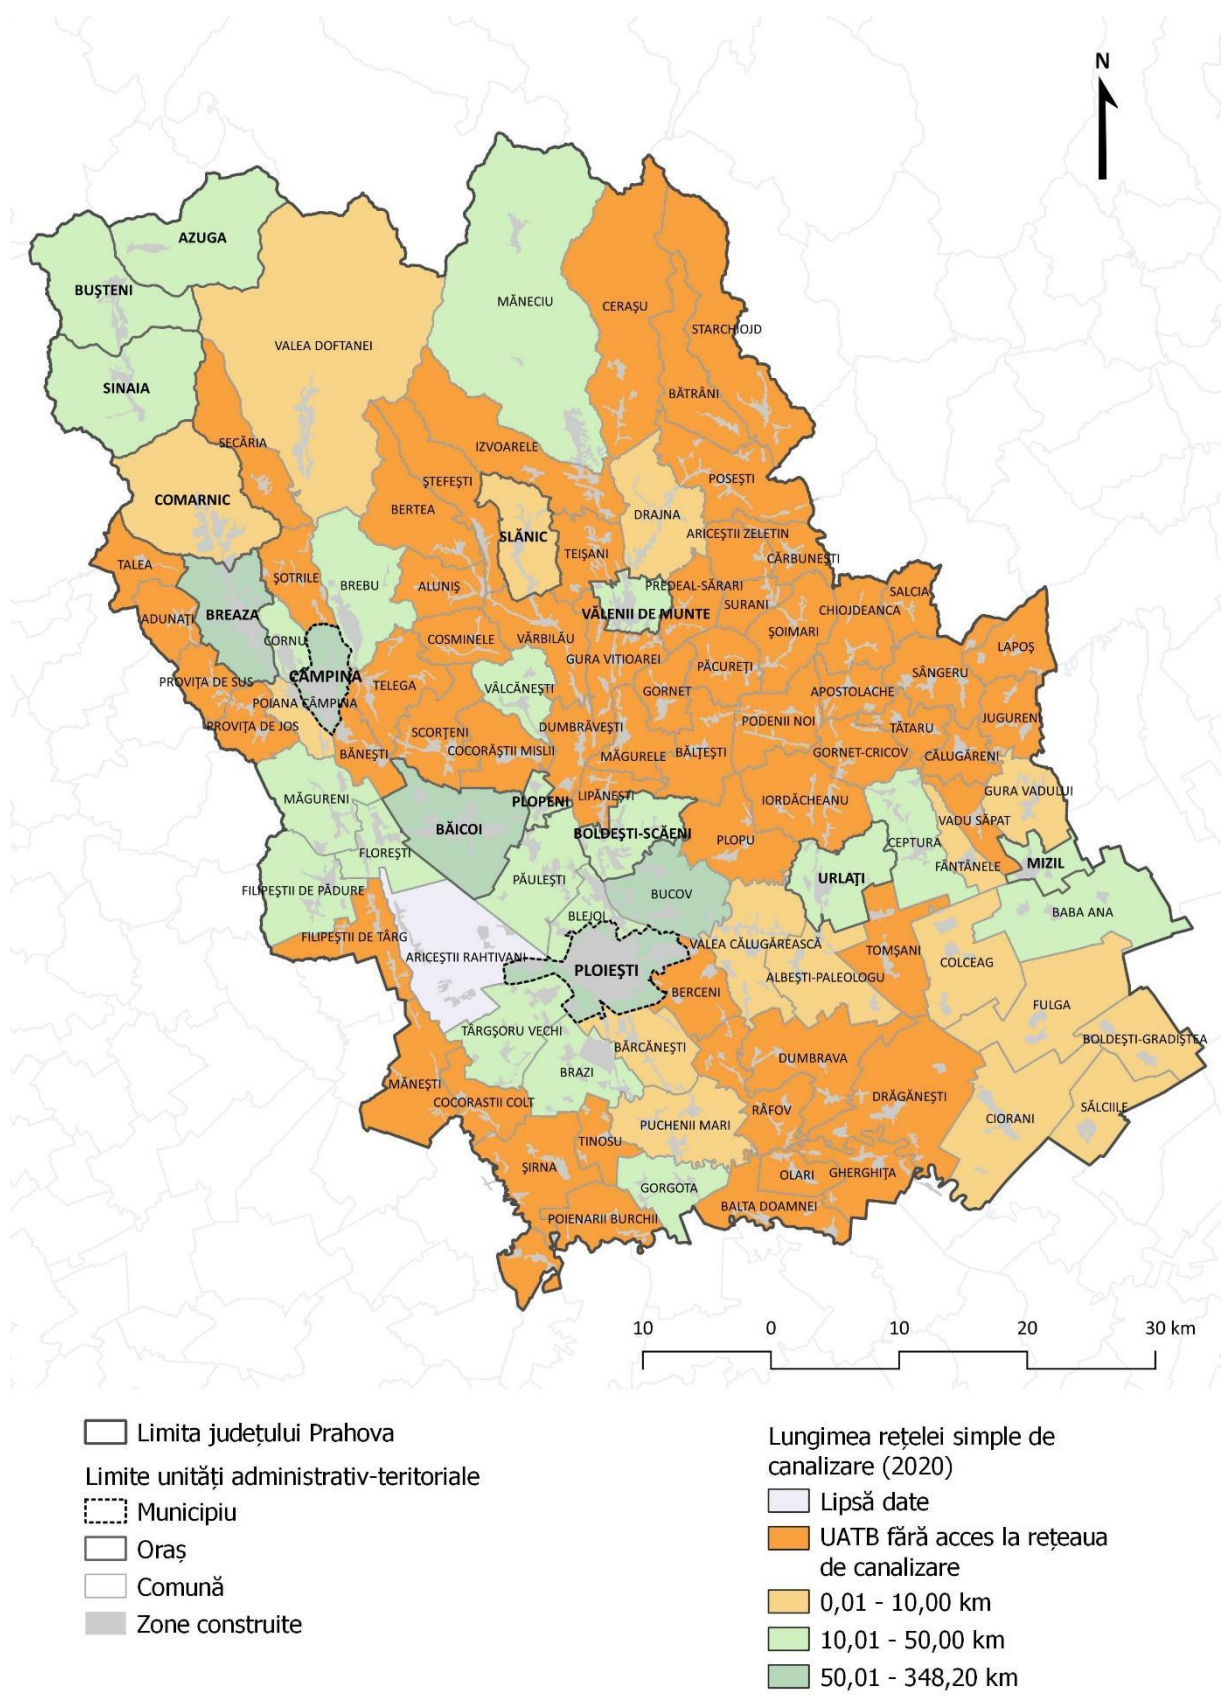 N
AZUGA
BUŞTENI
MĂNECIU
CERAŞU
STARCHIOJD
VALEA DOFTANEI
SINAIA
BĂTRÂNI
SECĂRIA
IZVOARELE
ŞTEFEŞTI
POSEŞTI
COMARNIC
BERTEA
DRAJNA
SLĂNIC
ARICEŞTII ZELETIN
TEIŞANI
CĂRBUNEŞTI
TALEA
ŞOTRILE
BREBU
ALUNIŞ
PREDEAL-SĂRARI
SALCIA
SURANI
CHIOJDEANCA
ADUNAŢI
BREAZA
VĂLENII DE MUNTE
ŞOIMARI
CORNU
COSMINELE
VĂRBILĂU
LAPOŞ
GURA VITIOAREI
PĂCUREŢI
SÂNGERU
PROVIŢA DE SUS
CÂMPINA
TELEGA
VÂLCĂNEŞTI
GORNET
APOSTOLACHE
POIANA CÂMPINA
JUGURENI
PROVIŢA DE JOS
SCORŢENI
DUMBRĂVEŞTI
PODENII NOI
TĂTARU
BĂNEŞTI
COCORĂŞTII MISLII
MĂGURELE
BĂLŢEŞTI
GORNET-CRICOV
CĂLUGĂRENI
MĂGURENI
PLOPENI
LIPĂNEŞTI
IORDĂCHEANU
GURA VADULUI
VADU SĂPAT
BĂICOI
BOLDEŞTI-SCĂENI
PLOPU
CEPTURA
FLOREŞTI
FÂNTÂNELE
MIZIL
FILIPEŞTII DE PĂDURE
PĂULEŞTI
BUCOV
URLAŢI
BLEJOI
BABA ANA
FILIPEŞTII DE TÂRG
ARICEŞTII RAHTIVANI
VALEA CĂLUGĂREASCĂ
TOMŞANI
PLOIEŞTI
COLCEAG
ALBEŞTI-PALEOLOGU
BERCENI
FULGA
TÂRGŞORU VECHI
BĂRCĂNEŞTI
BOLDEŞTI-GRADIŞTEA
DUMBRAVA
BRAZI
MĂNEŞTI
DRĂGĂNEŞTI
COCORASTII COLT
RÂFOV
SĂLCIILE
CIORANI
PUCHENII MARI
TINOSU
ŞIRNA
OLARI
GHERGHIŢA
GORGOTA
BALTA DOAMNEI
POIENARII BURCHII
10 0 10 20 30 km
Limita județului Prahova
Limite unități administrativ-teritoriale
Municipiu
Oraș
Comună
Zone construite
Lungimea rețelei simple de
canalizare (2020)
Lipsă date
UATB fără acces la rețeaua
de canalizare
0,01 - 10,00 km
10,01 - 50,00 km
50,01 - 348,20 km